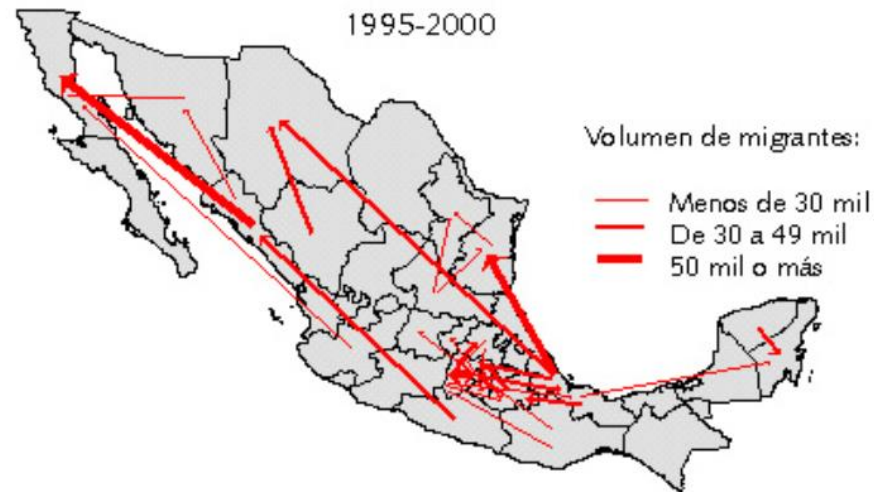 1995-2000
Volumen de migrantes:
Menos de 30 mil
De 30 a 49 mil
50 mil o más